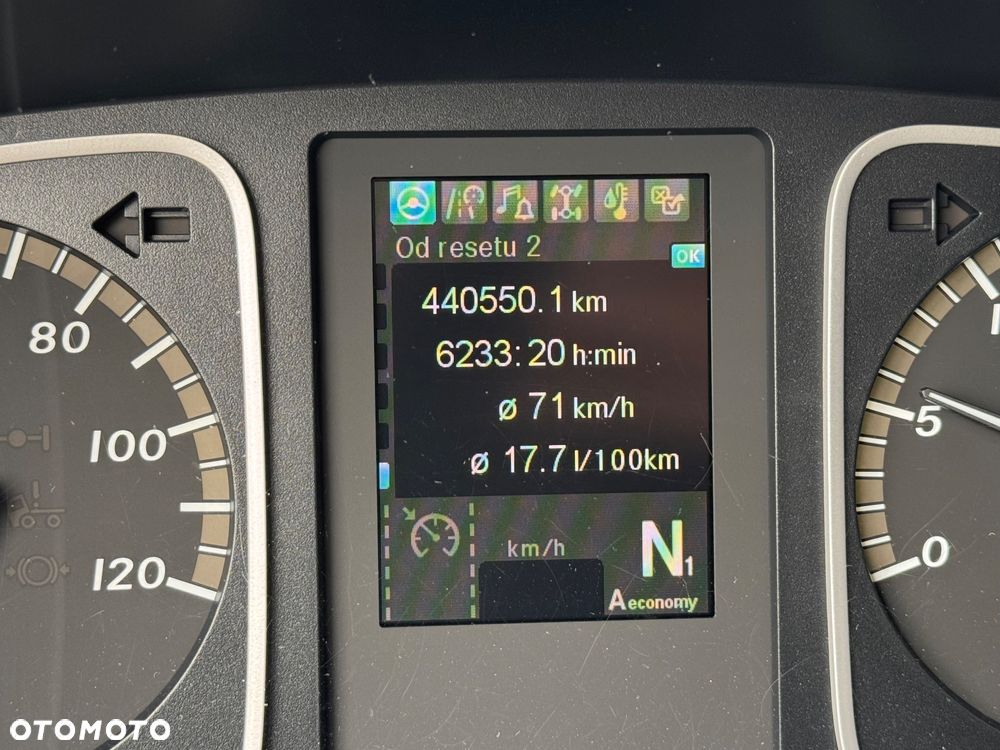 Od resetu 2
OK
440550.1 km
6233:20 h:min
ø 71 km/h
ø 17.7 l/100km
km/h
N1
A economy
80
100
120
5
0
OTOMOTO